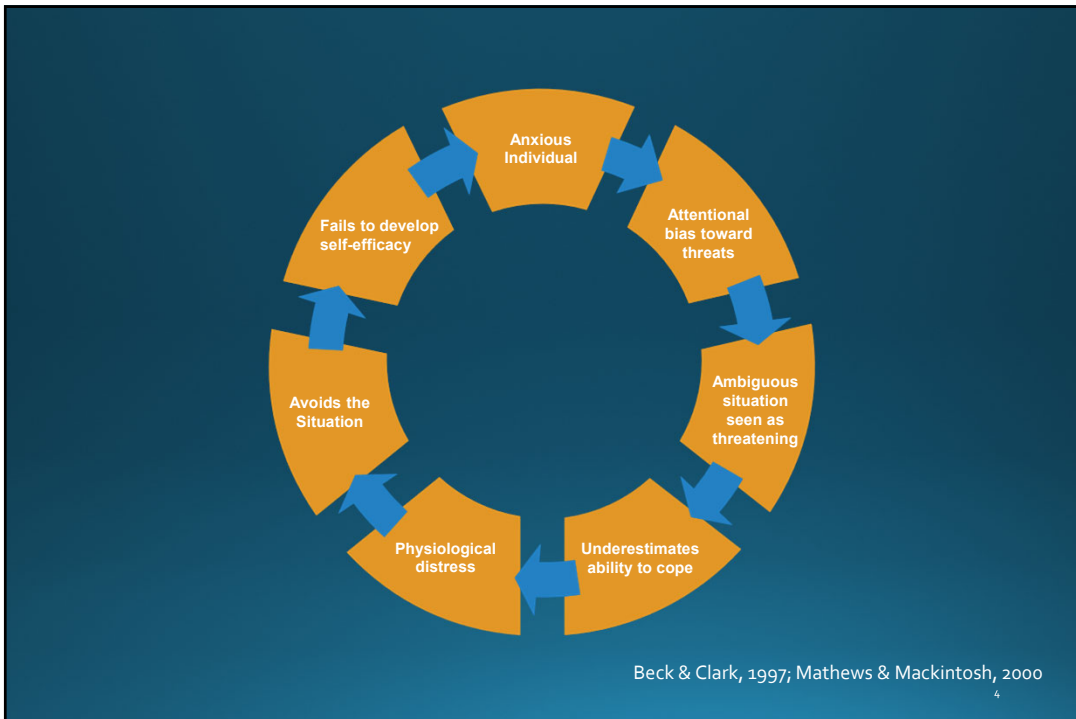 Anxious
Individual
Attentional
bias toward
threats
Ambiguous
situation
seen as
threatening
Underestimates
ability to cope
Physiological
distress
Avoids the
Situation
Fails to develop
self-efficacy
Beck & Clark, 1997; Mathews & Mackintosh, 2000
4